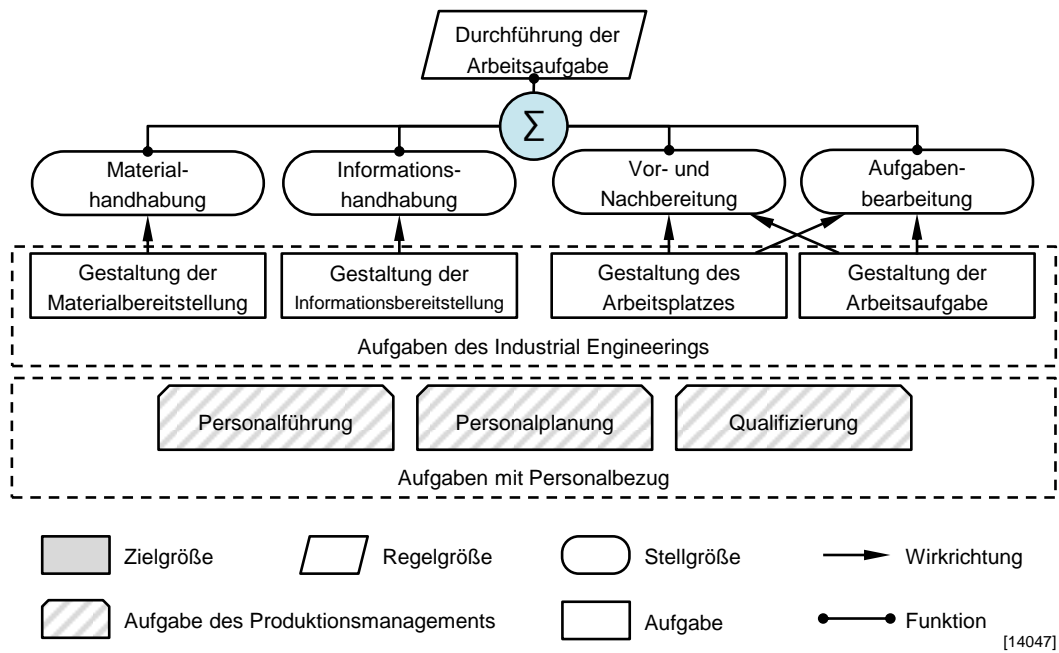 Durchführung der
Arbeitsaufgabe
Σ
Material-
handhabung
Informations-
handhabung
Vor- und
Nachbereitung
Aufgaben-
bearbeitung
Gestaltung der
Materialbereitstellung
Gestaltung der
Informationsbereitstellung
Gestaltung des
Arbeitsplatzes
Gestaltung der
Arbeitsaufgabe
Aufgaben des Industrial Engineerings
Personalführung
Personalplanung
Qualifizierung
Aufgaben mit Personalbezug
Zielgröße
Regelgröße
Stellgröße
Wirkrichtung
Aufgabe des Produktionsmanagements
Aufgabe
Funktion
[14047]